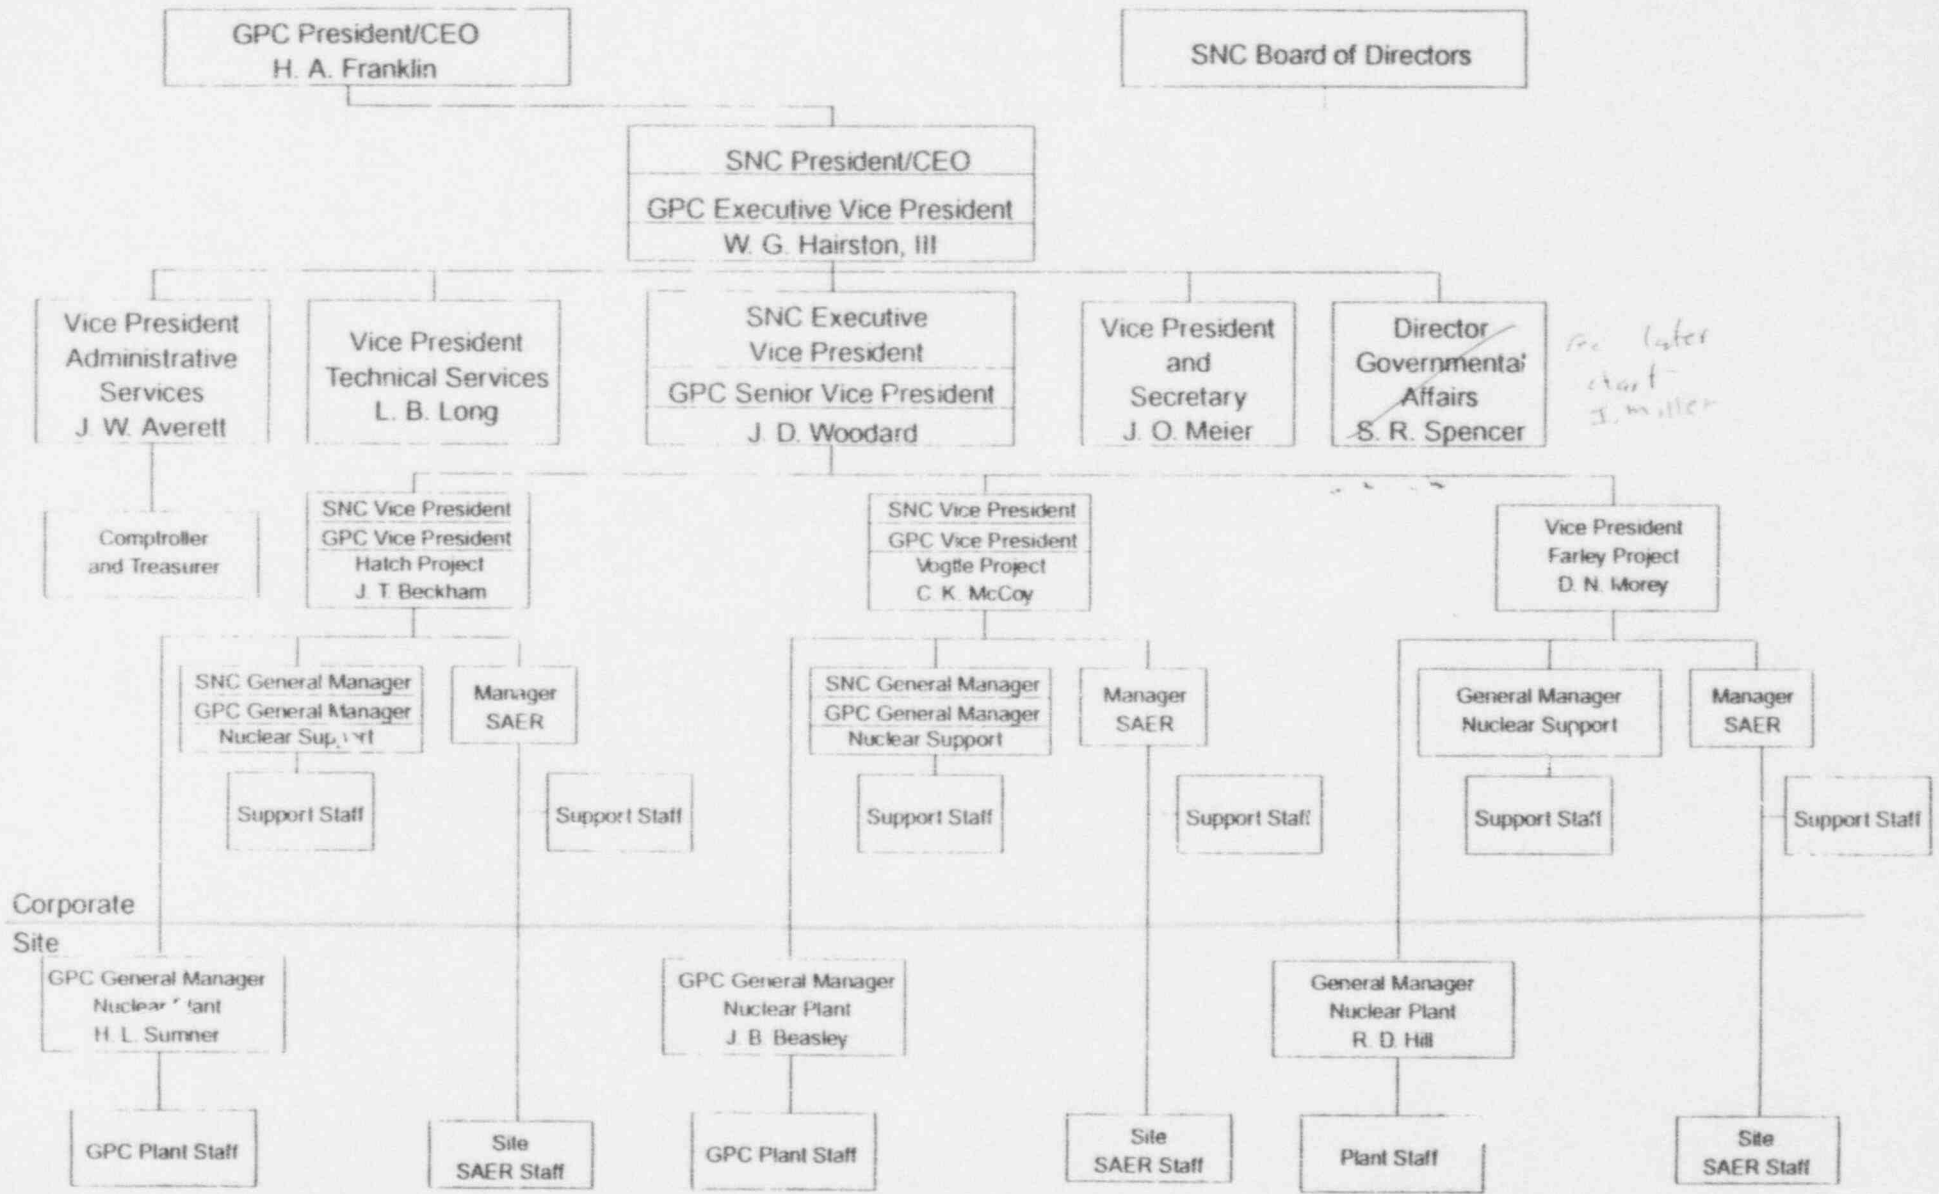 GPC President/CEO
H. A. Franklin
SNC Board of Directors
SNC President/CEO
GPC Executive Vice President
W. G. Hairston, III
Vice President
Administrative
Services
J. W. Averett
Vice President
Technical Services
L. B. Long
SNC Executive
Vice President
GPC Senior Vice President
J. D. Woodard
Vice President
and
Secretary
J. O. Meier
Director
Governmental
Affairs
S. R. Spencer
later
chart
J. Miller
Comptroller
and Treasurer
SNC Vice President
GPC Vice President
Hatch Project
J. T. Beckham
SNC Vice President
GPC Vice President
Vogtle Project
C. K. McCoy
Vice President
Farley Project
D. N. Morey
SNC General Manager
GPC General Manager
Nuclear Support
Manager
SAER
SNC General Manager
GPC General Manager
Nuclear Support
Manager
SAER
General Manager
Nuclear Support
Manager
SAER
Support Staff
Support Staff
Support Staff
Support Staff
Support Staff
Support Staff
Corporate
Site
GPC General Manager
Nuclear Plant
H. L. Sumner
GPC General Manager
Nuclear Plant
J. B. Beasley
General Manager
Nuclear Plant
R. D. Hill
GPC Plant Staff
Site
SAER Staff
GPC Plant Staff
Site
SAER Staff
Plant Staff
Site
SAER Staff